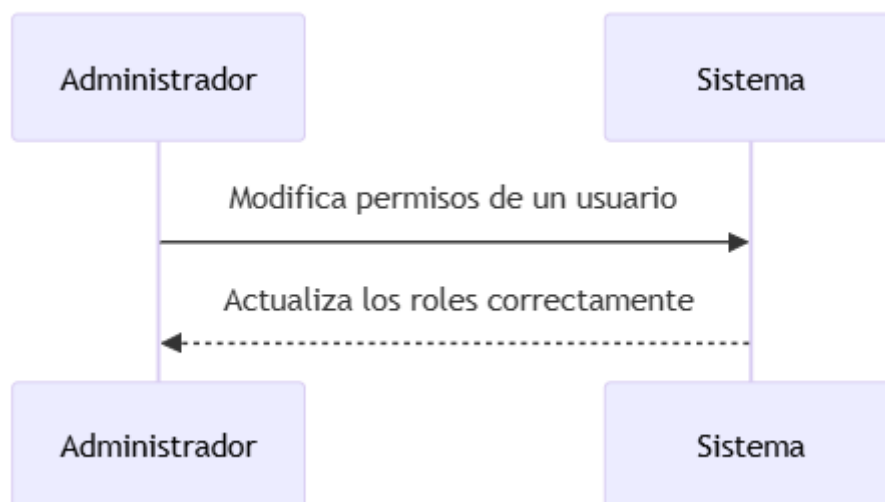 Administrador
Sistema
Modifica permisos de un usuario
Actualiza los roles correctamente
Administrador
Sistema